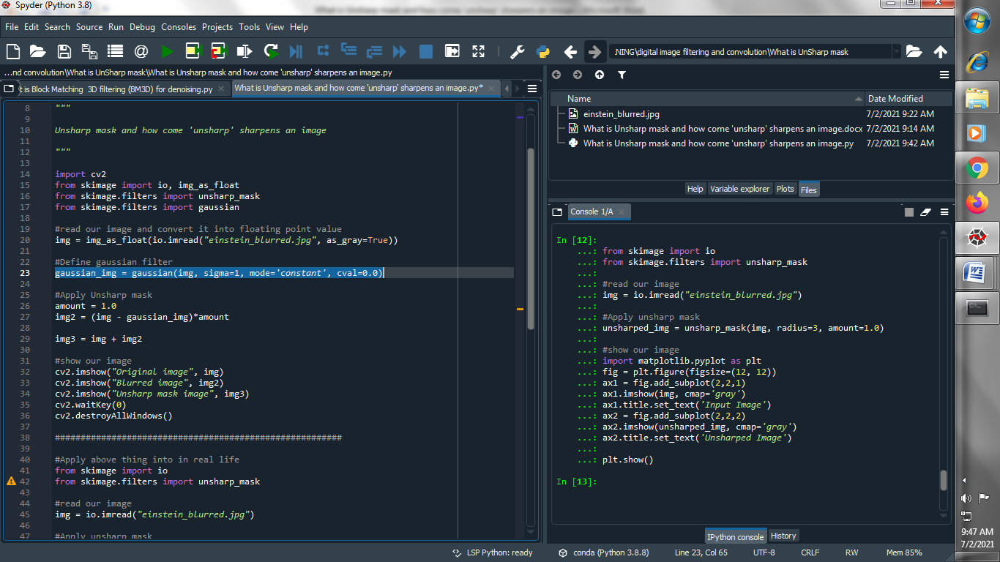 Spyder (Python 3.8)
File Edit Search Source Run Debug Consoles Projects Tools View Help
.NING\digital image filtering and convolution\What is UnSharp mask
...nd convolution\What is UnSharp mask\What is Unsharp mask and how come 'unsharp' sharpens an image.py
t is Block Matching 3D filtering (BM3D) for denoising.py
What is Unsharp mask and how come 'unsharp' sharpens an image.py*
8 """
9
10 Unsharp mask and how come 'unsharp' sharpens an image
11
12 """
13
14 import cv2
15 from skimage import io, img_as_float
16 from skimage.filters import unsharp_mask
17 from skimage.filters import gaussian
18
19 #read our image and convert it into floating point value
20 img = img_as_float(io.imread("einstein_blurred.jpg", as_gray=True))
21
22 #Define gaussian filter
23 gaussian_img = gaussian(img, sigma=1, mode='constant', cval=0.0)
24
25 #Apply Unsharp mask
26 amount = 1.0
27 img2 = (img - gaussian_img)*amount
28
29 img3 = img + img2
30
31 #show our image
32 cv2.imshow("Original image", img)
33 cv2.imshow("Blurred image", img2)
34 cv2.imshow("Unsharp mask image", img3)
35 cv2.waitKey(0)
36 cv2.destroyAllWindows()
37
38 ########################################################
39
40 #Apply above thing into in real life
41 from skimage import io
42 from skimage.filters import unsharp_mask
43
44 #read our image
45 img = io.imread("einstein_blurred.jpg")
46
47 #Apply unsharp mask
Name Date Modified
einstein_blurred.jpg 7/2/2021 9:22 AM
What is Unsharp mask and how come 'unsharp' sharpens an image.docx 7/2/2021 9:14 AM
What is Unsharp mask and how come 'unsharp' sharpens an image.py 7/2/2021 9:42 AM
Help Variable explorer Plots Files
Console 1/A
In [12]:
...: from skimage import io
...: from skimage.filters import unsharp_mask
...:
...: #read our image
...: img = io.imread("einstein_blurred.jpg")
...:
...: #Apply unsharp mask
...: unsharped_img = unsharp_mask(img, radius=3, amount=1.0)
...:
...: #show our image
...: import matplotlib.pyplot as plt
...: fig = plt.figure(figsize=(12, 12))
...: ax1 = fig.add_subplot(2,2,1)
...: ax1.imshow(img, cmap='gray')
...: ax1.title.set_text('Input Image')
...: ax2 = fig.add_subplot(2,2,2)
...: ax2.imshow(unsharped_img, cmap='gray')
...: ax2.title.set_text('Unsharped Image')
...:
...: plt.show()
In [13]:
IPython console History
LSP Python: ready conda (Python 3.8.8) Line 23, Col 65 UTF-8 CRLF RW Mem 85%
9:47 AM
7/2/2021